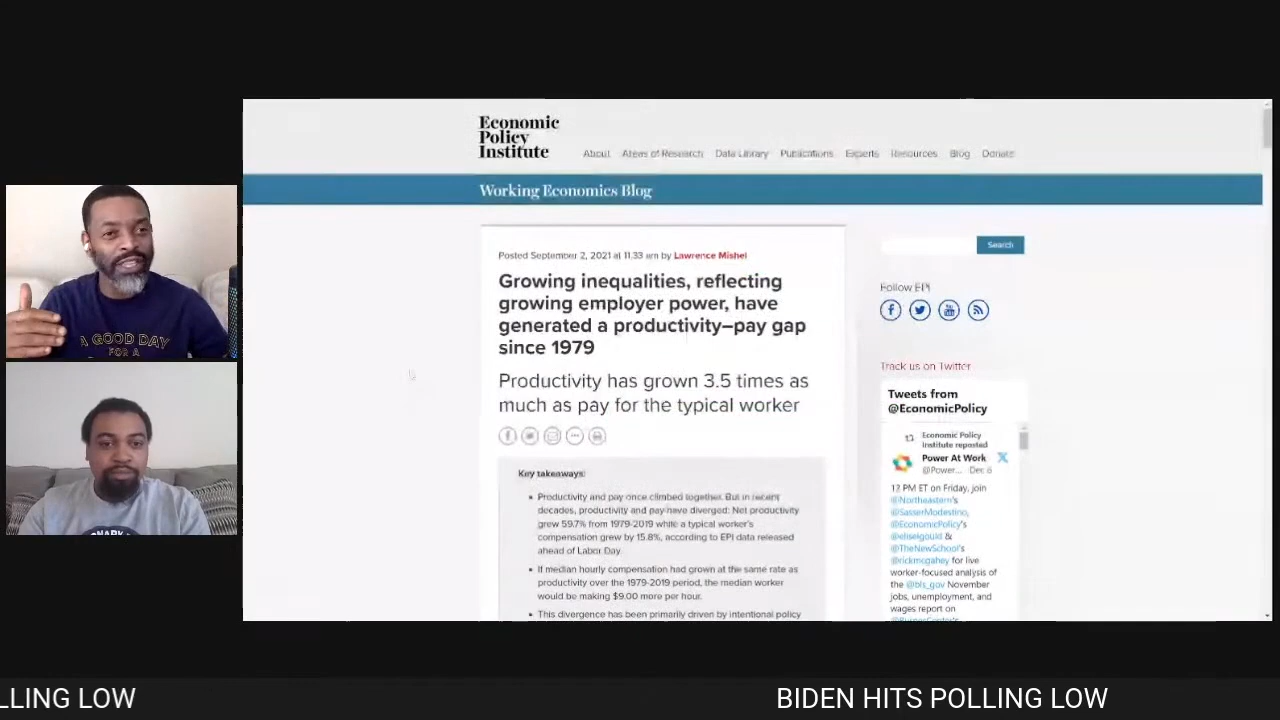 Economic
Policy
Institute
About Areas of Research Data Library Publications Experts Resources Blog Donate
Working Economics Blog
Posted September 2, 2021 at 11:33 am by Lawrence Mishel
Growing inequalities, reflecting
growing employer power, have
generated a productivity–pay gap
since 1979
Productivity has grown 3.5 times as
much as pay for the typical worker
Key takeaways:
Productivity and pay once climbed together. But in recent
decades, productivity and pay have diverged: Net productivity
grew 59.7% from 1979-2019 while a typical worker's
compensation grew by 15.8%, according to EPI data released
ahead of Labor Day.
If median hourly compensation had grown at the same rate as
productivity over the 1979-2019 period, the median worker
would be making $9.00 more per hour.
This divergence has been primarily driven by intentional policy
Search
Follow EPI
Track us on Twitter
Tweets from
@EconomicPolicy
Economic Policy
Institute reposted
Power At Work
@Power... Dec 6
12 PM ET on Friday, join
@Northeastern's
@SasserModestino,
@EconomicPolicy's
@eliselgould &
@TheNewSchool's
@rickmcgahey for live
worker-focused analysis of
the @bls_gov November
jobs, unemployment, and
wages report on
A GOOD DAY
FOR A
LLING LOW
BIDEN HITS POLLING LOW